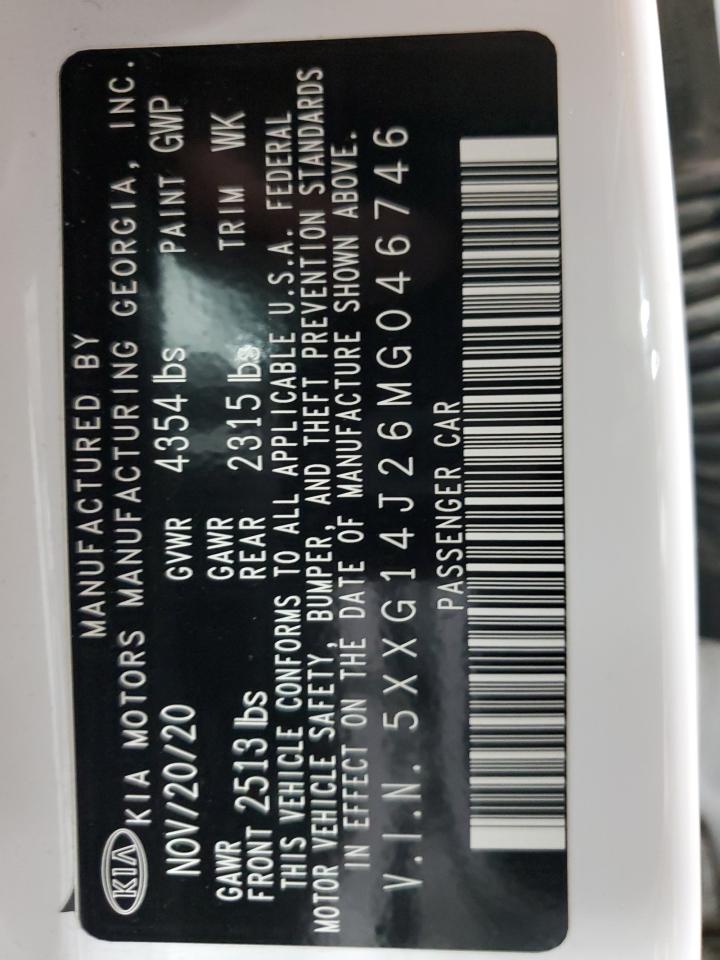 MANUFACTURED BY
KIA KIA MOTORS MANUFACTURING GEORGIA, INC.
NOV/20/20 GVWR 4354 lbs PAINT GWP
GAWR FRONT 2513 lbs GAWR REAR 2315 lbs TRIM WK
THIS VEHICLE CONFORMS TO ALL APPLICABLE U.S.A. FEDERAL
MOTOR VEHICLE SAFETY, BUMPER, AND THEFT PREVENTION STANDARDS
IN EFFECT ON THE DATE OF MANUFACTURE SHOWN ABOVE.
V.I.N. 5XXG14J26MG046746
PASSENGER CAR